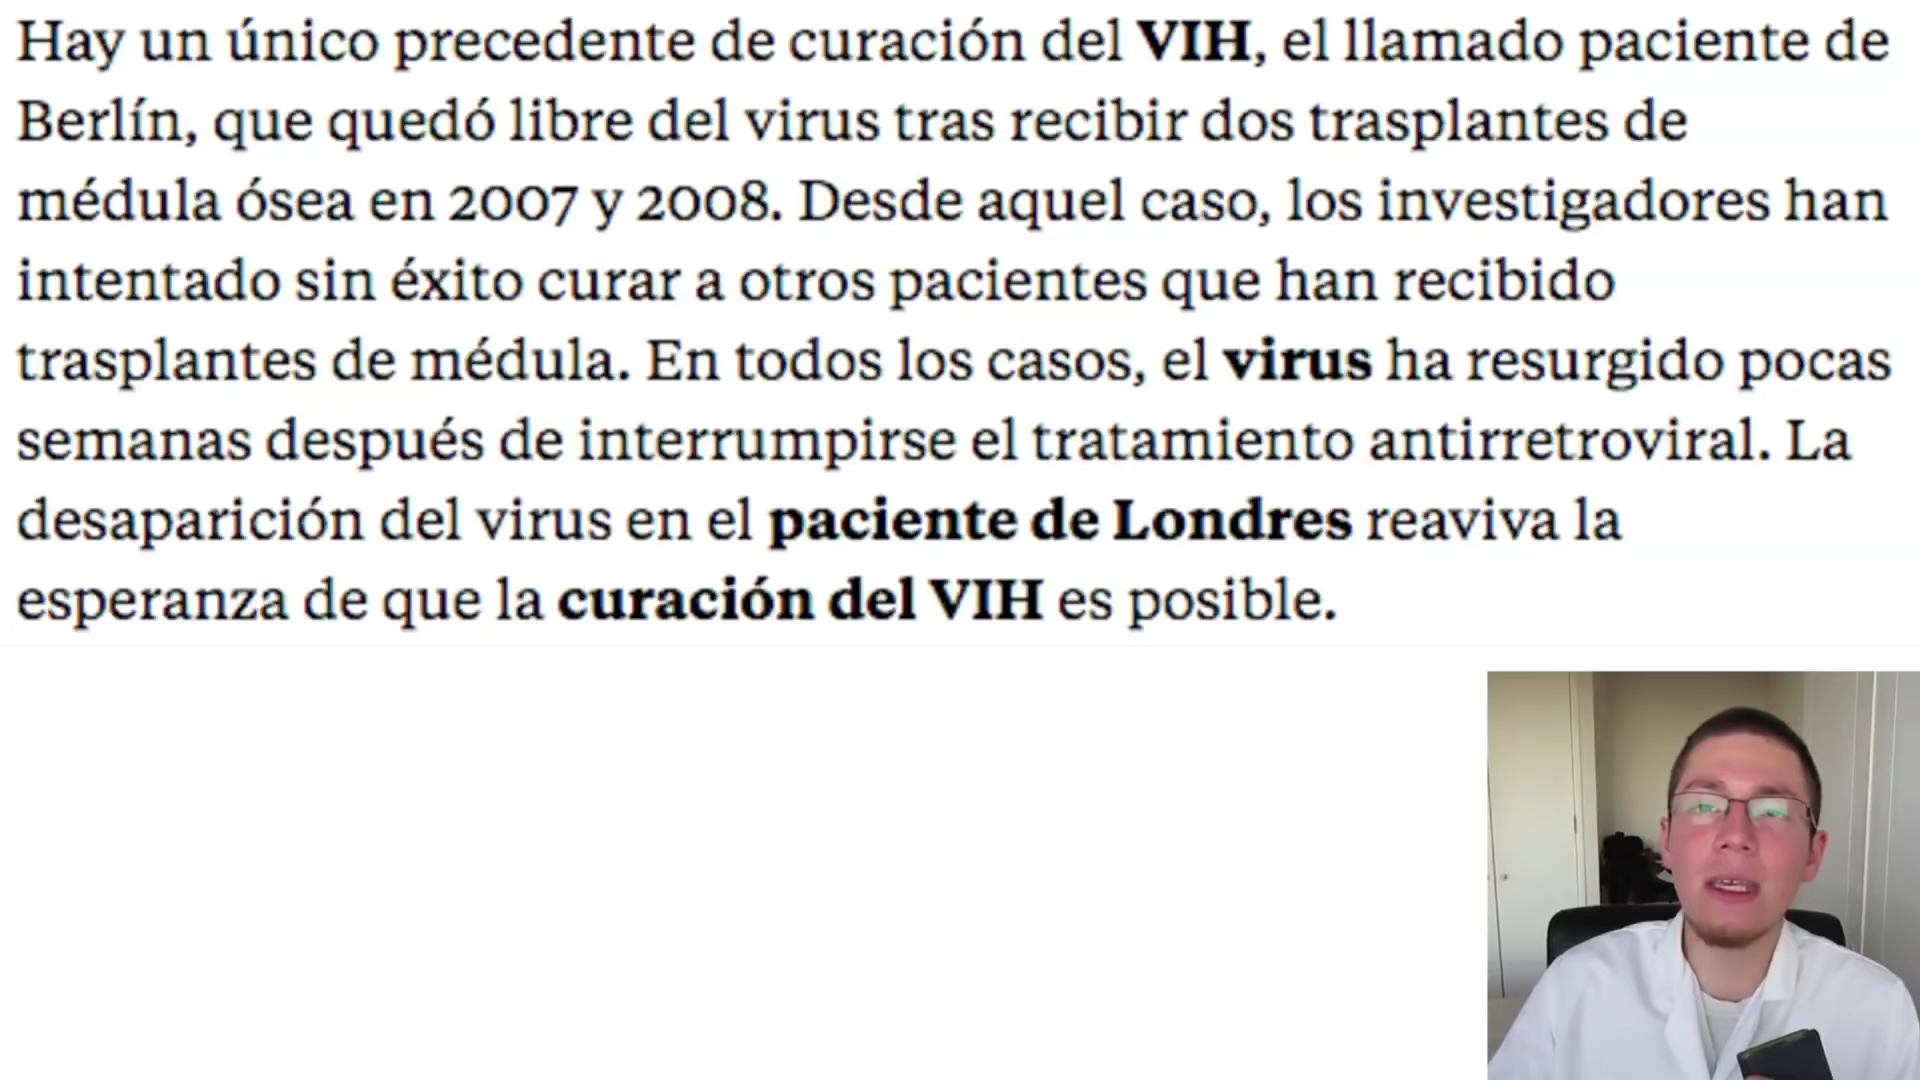 Hay un único precedente de curación del VIH, el llamado paciente de
Berlín, que quedó libre del virus tras recibir dos trasplantes de
médula ósea en 2007 y 2008. Desde aquel caso, los investigadores han
intentado sin éxito curar a otros pacientes que han recibido
trasplantes de médula. En todos los casos, el virus ha resurgido pocas
semanas después de interrumpirse el tratamiento antirretroviral. La
desaparición del virus en el paciente de Londres reaviva la
esperanza de que la curación del VIH es posible.